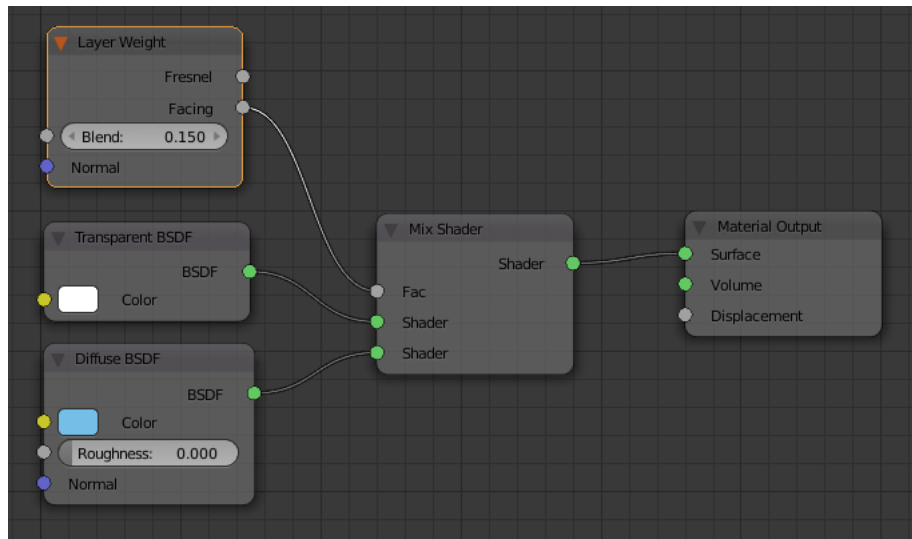 Layer Weight
Fresnel
Facing
Blend: 0.150
Normal
Transparent BSDF
BSDF
Color
Diffuse BSDF
BSDF
Color
Roughness: 0.000
Normal
Mix Shader
Shader
Fac
Shader
Shader
Material Output
Surface
Volume
Displacement